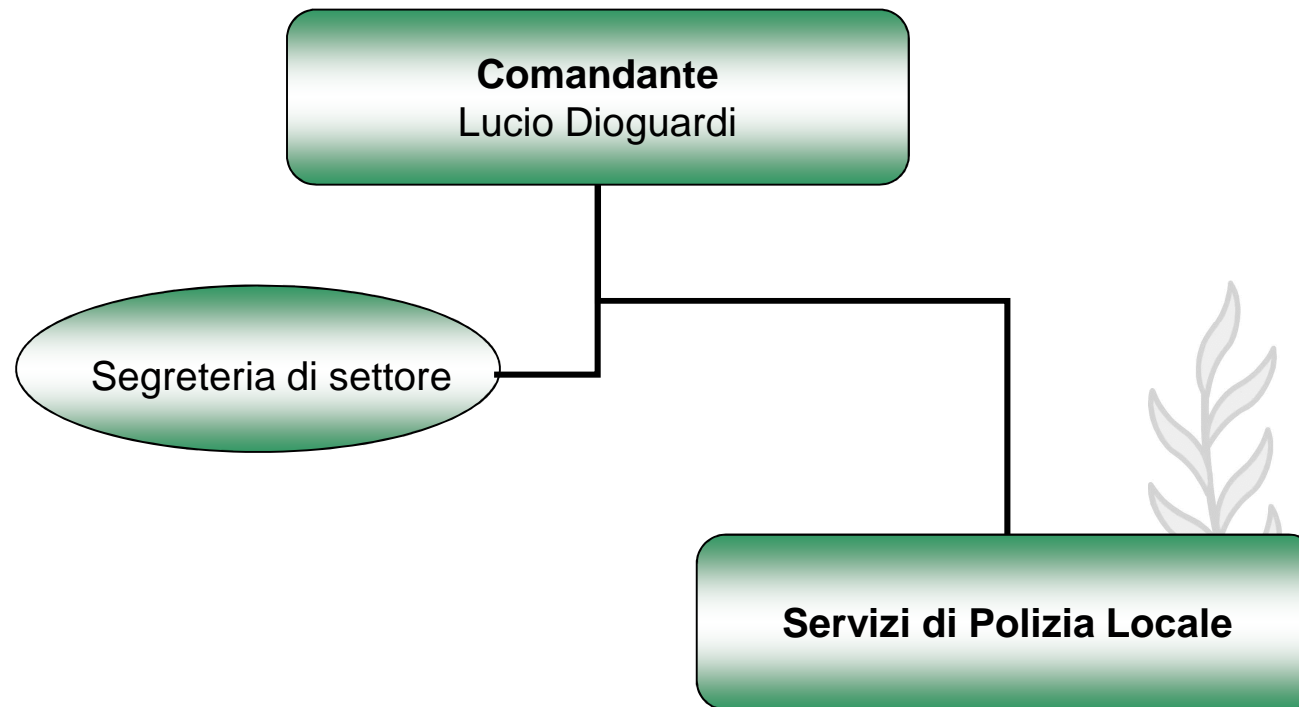 Comandante
Lucio Dioguardi
Segreteria di settore
Servizi di Polizia Locale